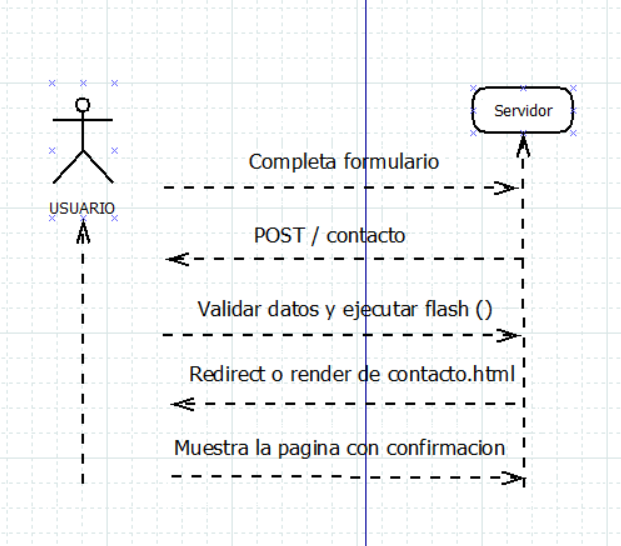 Servidor
Completa formulario
USUARIO
POST / contacto
Validar datos y ejecutar flash ()
Redirect o render de contacto.html
Muestra la pagina con confirmacion